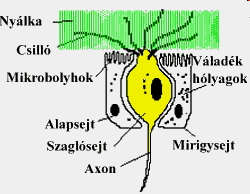 Nyálka
Csilló
Mikrobolyhok
Váladék
hólyagok
Alapsejt
Szaglósejt
Axon
Mirigysejt